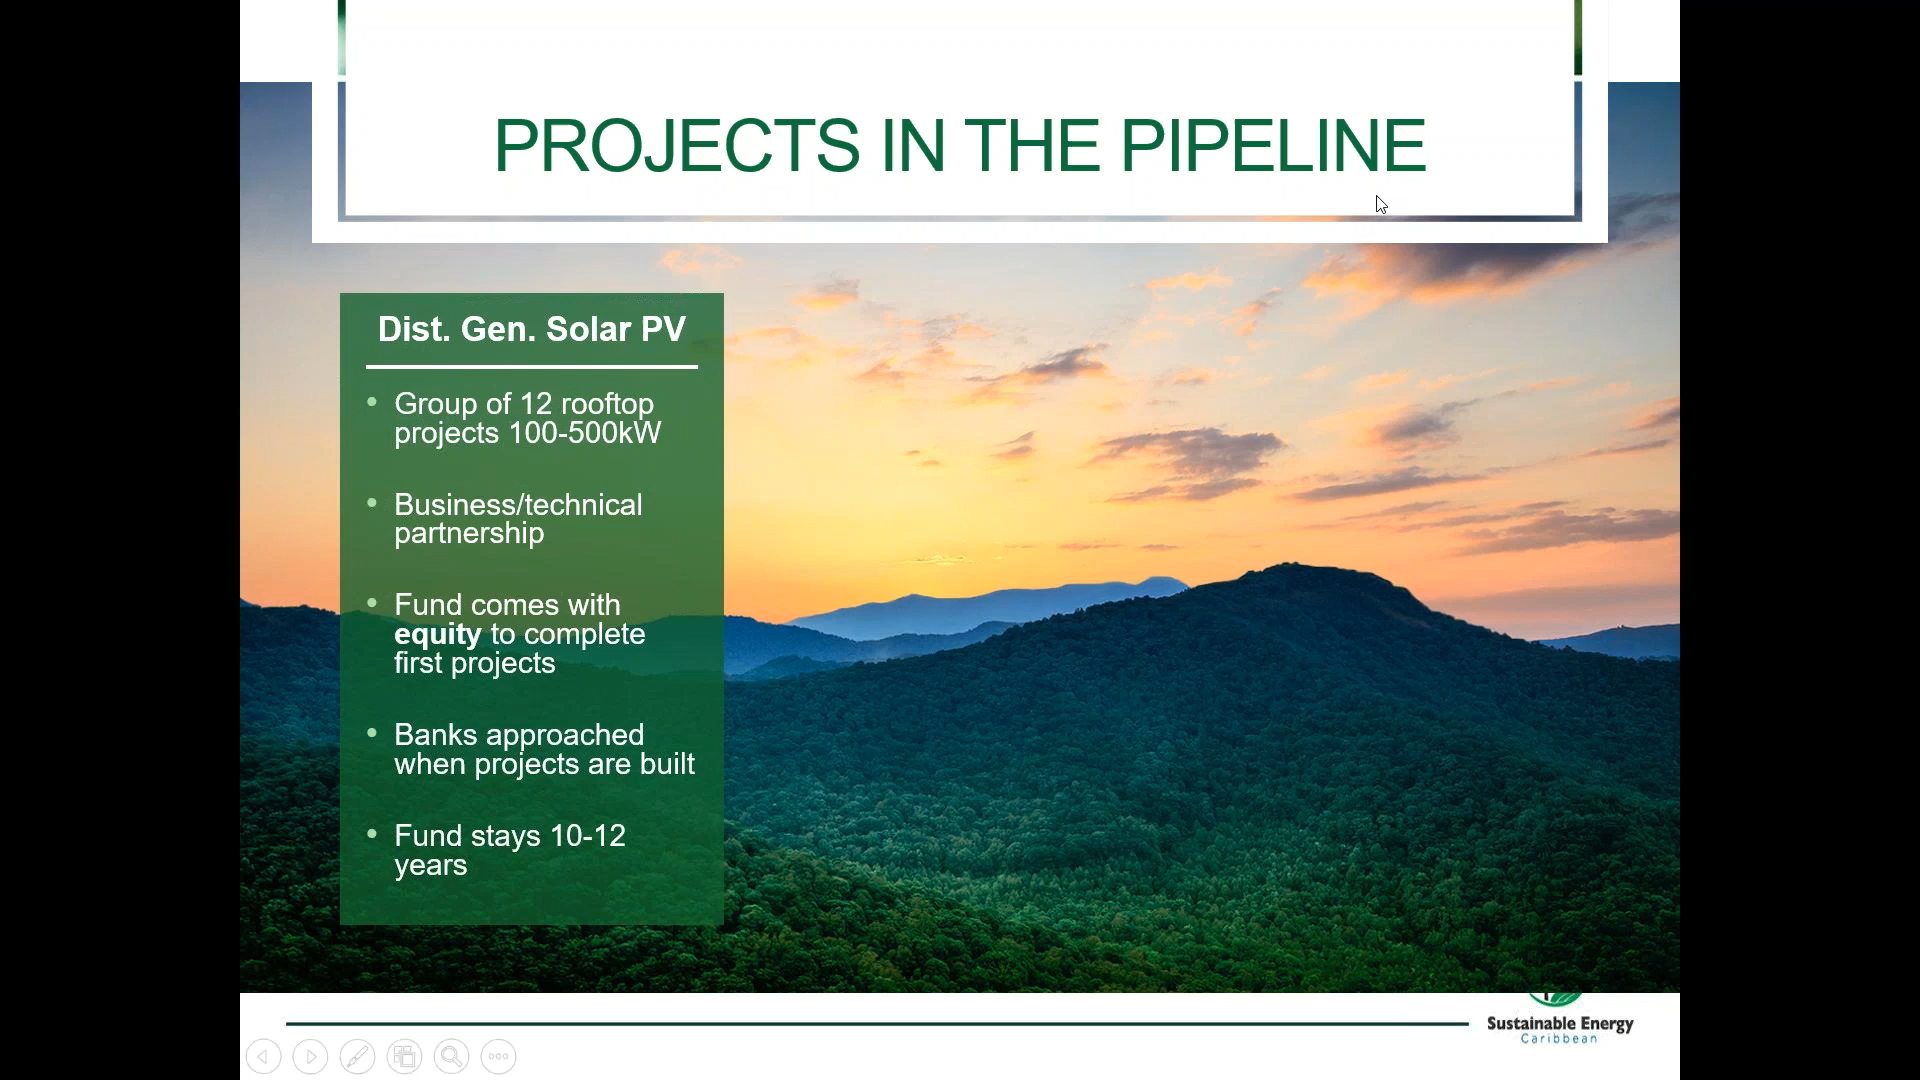 PROJECTS IN THE PIPELINE
Dist. Gen. Solar PV
• Group of 12 rooftop
projects 100-500kW
• Business/technical
partnership
• Fund comes with
equity to complete
first projects
• Banks approached
when projects are built
• Fund stays 10-12
years
Sustainable Energy
Caribbean